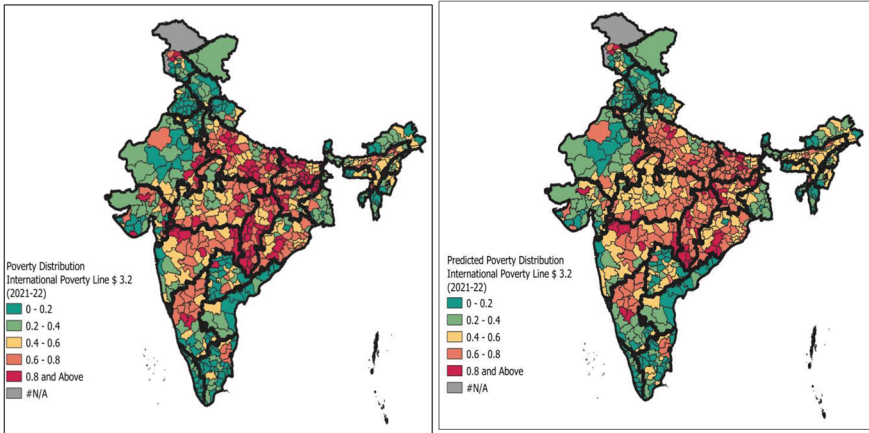 Poverty Distribution
International Poverty Line $ 3.2
(2021-22)
0 - 0.2
0.2 - 0.4
0.4 - 0.6
0.6 - 0.8
0.8 and Above
#N/A
Predicted Poverty Distribution
International Poverty Line $ 3.2
(2021-22)
0 - 0.2
0.2 - 0.4
0.4 - 0.6
0.6 - 0.8
0.8 and Above
#N/A